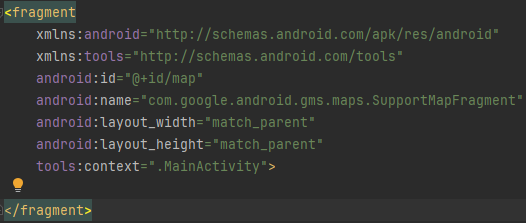 <fragment
xmlns:android="http://schemas.android.com/apk/res/android"
xmlns:tools="http://schemas.android.com/tools"
android:id="@+id/map"
android:name="com.google.android.gms.maps.SupportMapFragment"
android:layout_width="match_parent"
android:layout_height="match_parent"
tools:context=".MainActivity">
</fragment>